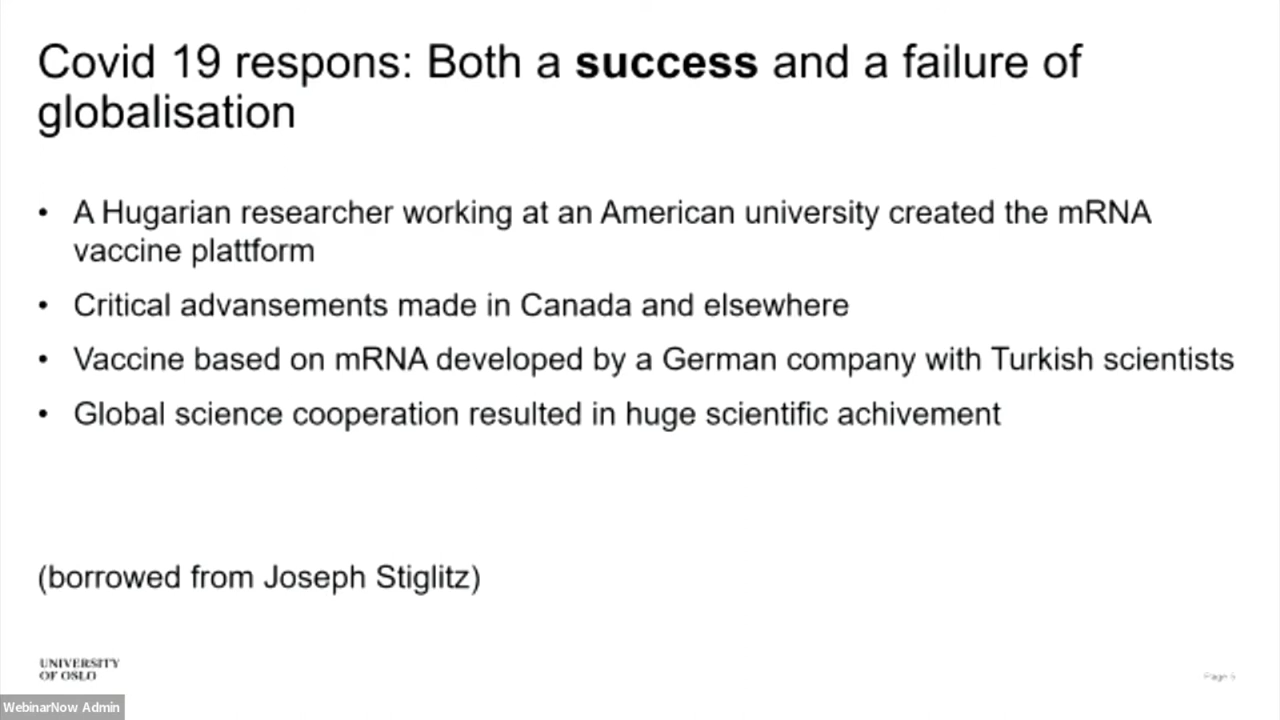 Covid 19 respons: Both a success and a failure of
globalisation
• A Hugarian researcher working at an American university created the mRNA
vaccine plattform
• Critical advansements made in Canada and elsewhere
• Vaccine based on mRNA developed by a German company with Turkish scientists
• Global science cooperation resulted in huge scientific achivement
(borrowed from Joseph Stiglitz)
UNIVERSITY
OF OSLO
Page
WebinarNow Admin